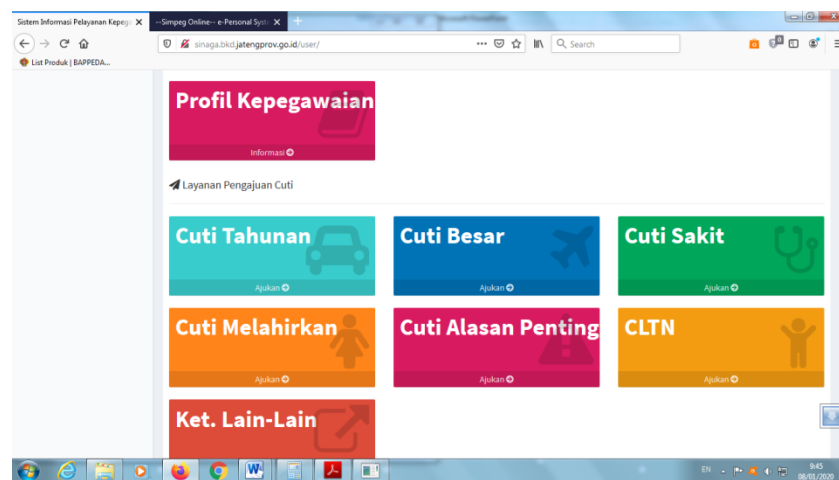 Sistem Informasi Pelayanan Kepeg
--Simpeg Online-- e-Personal Syst
sinaga.bkd.jatengprov.go.id/user/
Search
List Produk | BAPPEDA...
Profil Kepegawaian
Informasi
Layanan Pengajuan Cuti
Cuti Tahunan
Ajukan
Cuti Besar
Ajukan
Cuti Sakit
Ajukan
Cuti Melahirkan
Ajukan
Cuti Alasan Penting
Ajukan
CLTN
Ajukan
Ket. Lain-Lain
EN
9:45
08/01/2020